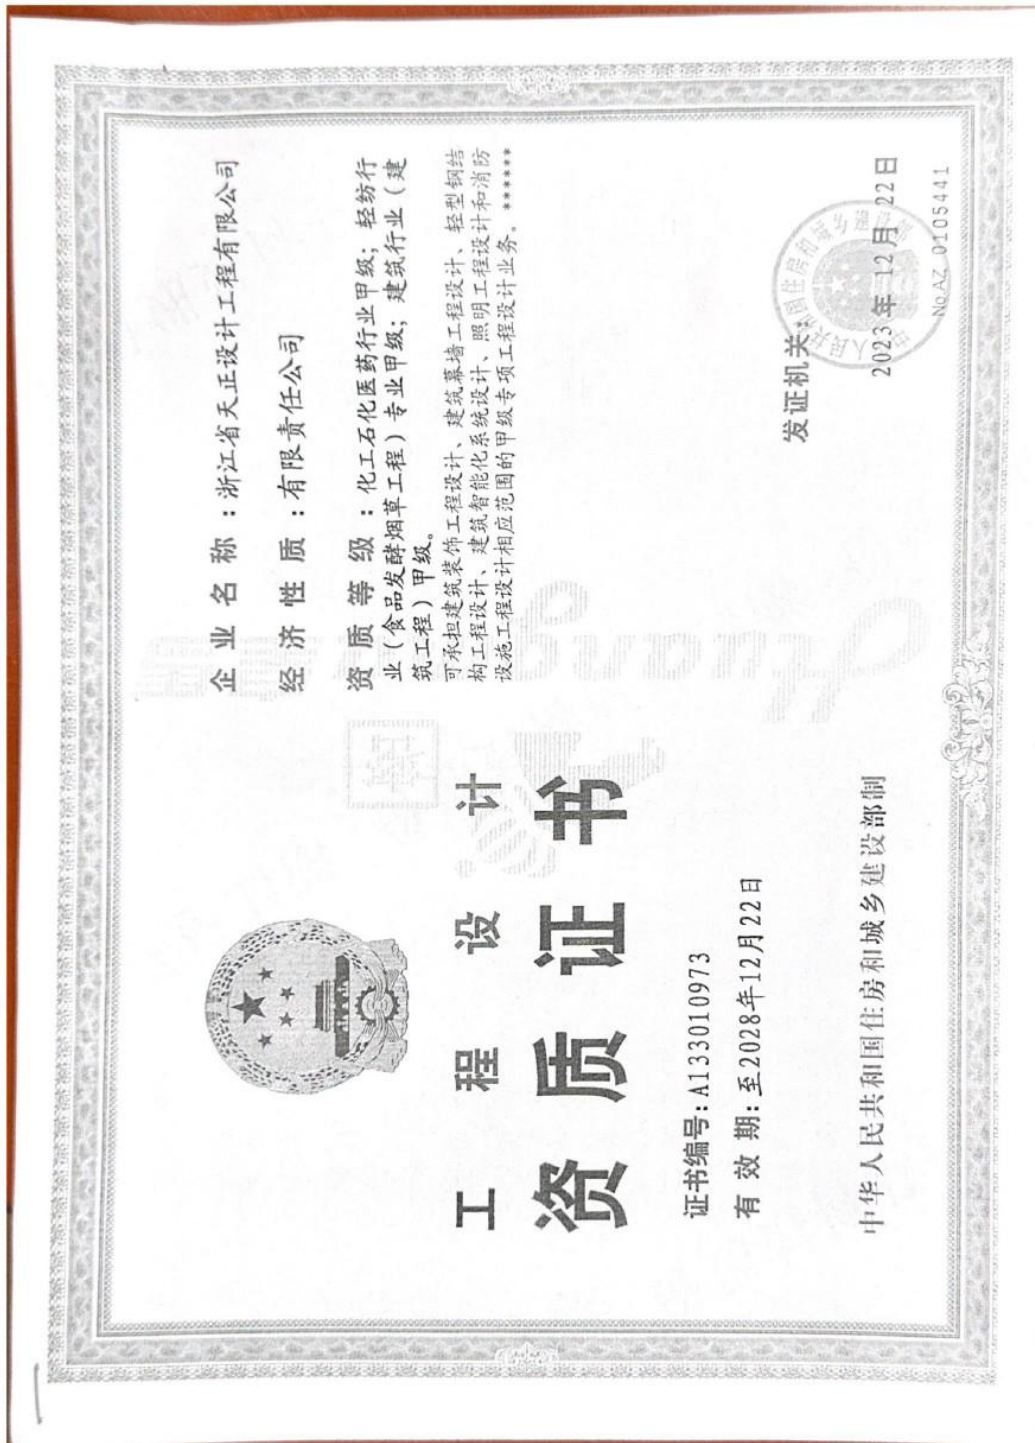 工程设计
资质证书
证书编号：A133010973
有效期：至2028年12月22日
中华人民共和国住房和城乡建设部制
企业名称：浙江省天正设计工程有限公司
经济性质：有限责任公司
资质等级：化工石化医药行业甲级；轻纺行
业（食品发酵烟草工程）专业甲级；建筑行业（建
筑工程）甲级。
可承担建筑装饰工程设计、建筑幕墙工程设计、轻型钢结
构工程设计、建筑智能化系统设计、照明工程设计和消防
设施工程设计相应范围的甲级专项工程设计业务。*******
发证机关：
2023年12月22日
No.AZ 0105441